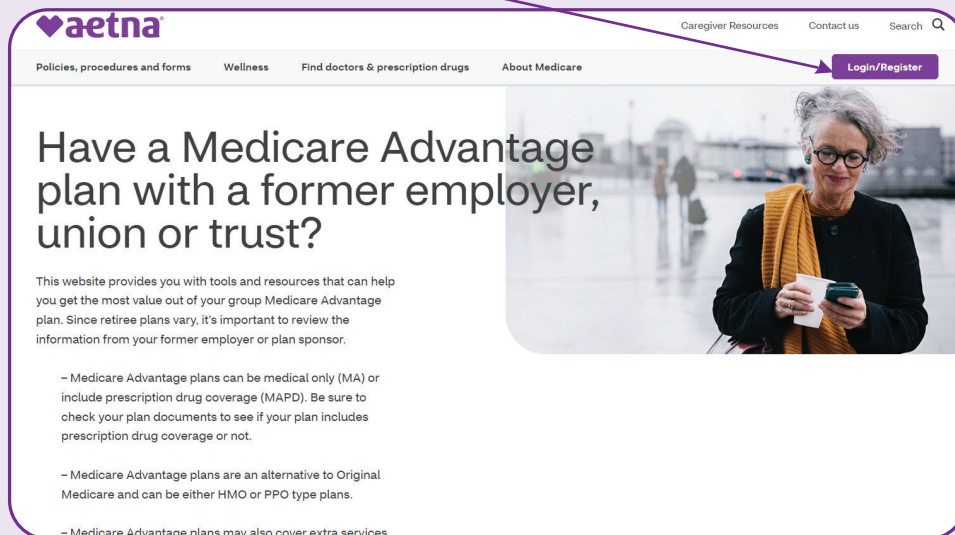 aetna
Caregiver Resources Contact us Search
Policies, procedures and forms Wellness Find doctors & prescription drugs About Medicare Login/Register
Have a Medicare Advantage
plan with a former employer,
union or trust?
This website provides you with tools and resources that can help
you get the most value out of your group Medicare Advantage
plan. Since retiree plans vary, it's important to review the
information from your former employer or plan sponsor.
– Medicare Advantage plans can be medical only (MA) or
include prescription drug coverage (MAPD). Be sure to
check your plan documents to see if your plan includes
prescription drug coverage or not.
– Medicare Advantage plans are an alternative to Original
Medicare and can be either HMO or PPO type plans.
– Medicare Advantage plans may also cover extra services